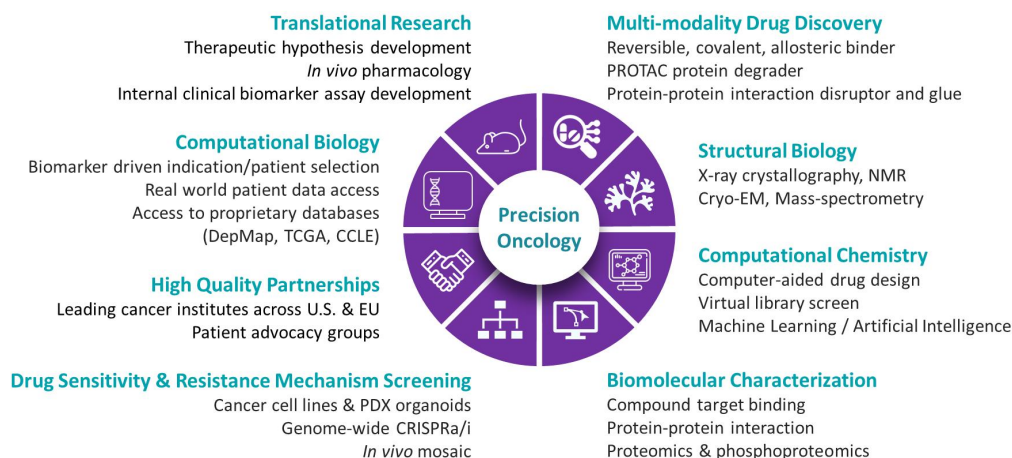 Translational Research
Therapeutic hypothesis development
In vivo pharmacology
Internal clinical biomarker assay development
Multi-modality Drug Discovery
Reversible, covalent, allosteric binder
PROTAC protein degrader
Protein-protein interaction disruptor and glue
Computational Biology
Biomarker driven indication/patient selection
Real world patient data access
Access to proprietary databases
(DepMap, TCGA, CCLE)
Structural Biology
X-ray crystallography, NMR
Cryo-EM, Mass-spectrometry
Precision
Oncology
High Quality Partnerships
Leading cancer institutes across U.S. & EU
Patient advocacy groups
Computational Chemistry
Computer-aided drug design
Virtual library screen
Machine Learning / Artificial Intelligence
Drug Sensitivity & Resistance Mechanism Screening
Cancer cell lines & PDX organoids
Genome-wide CRISPRa/i
In vivo mosaic
Biomolecular Characterization
Compound target binding
Protein-protein interaction
Proteomics & phosphoproteomics